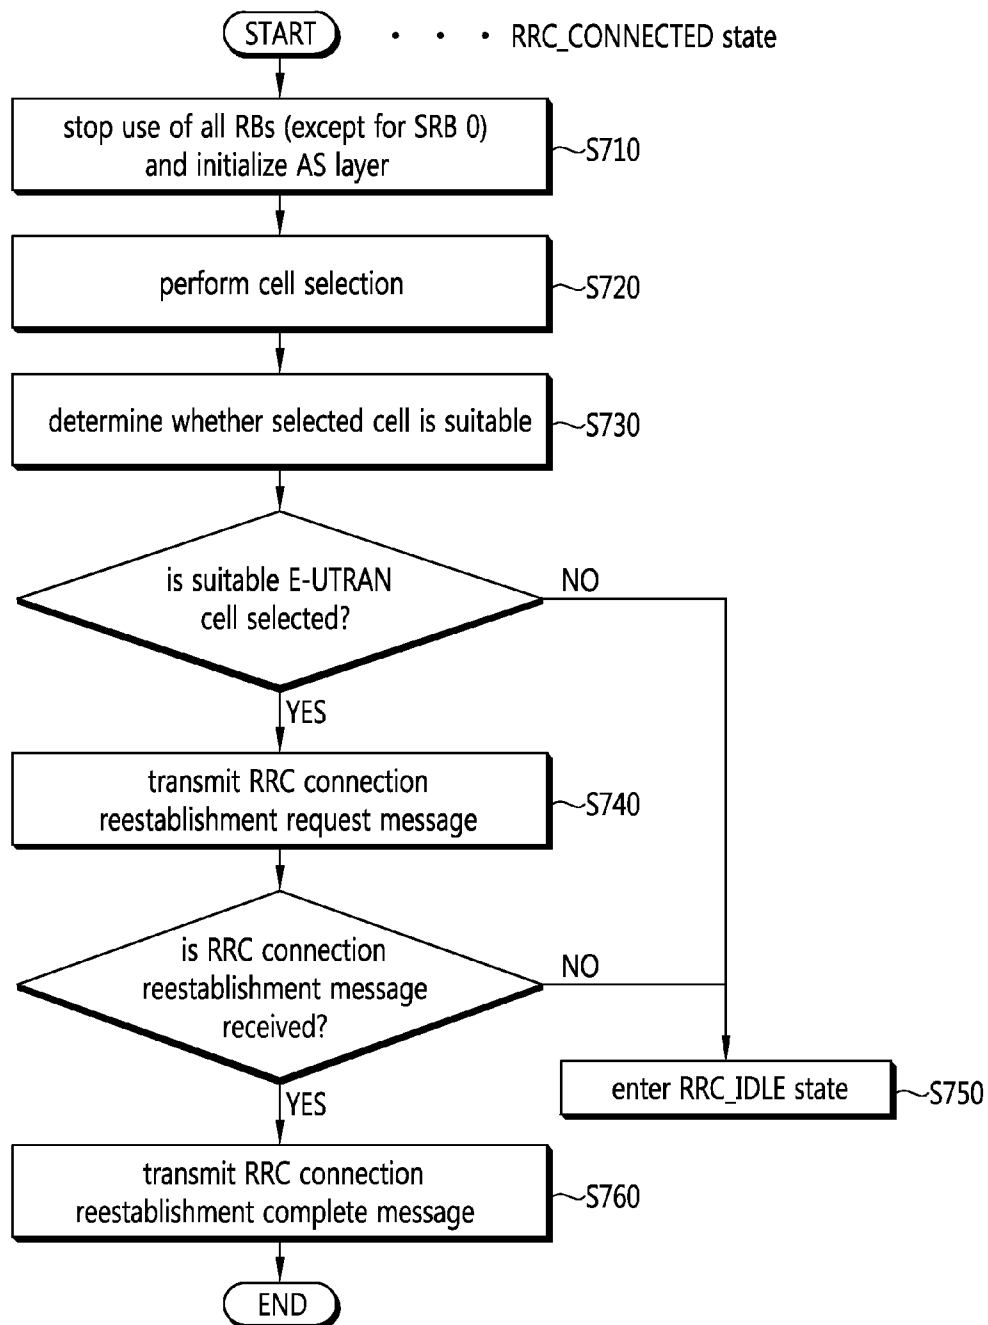 START
• • • RRC_CONNECTED state
stop use of all RBs (except for SRB 0)
and initialize AS layer
S710
perform cell selection
S720
determine whether selected cell is suitable
S730
is suitable E-UTRAN
cell selected?
NO
YES
transmit RRC connection
reestablishment request message
S740
is RRC connection
reestablishment message
received?
NO
YES
enter RRC_IDLE state
S750
transmit RRC connection
reestablishment complete message
S760
END